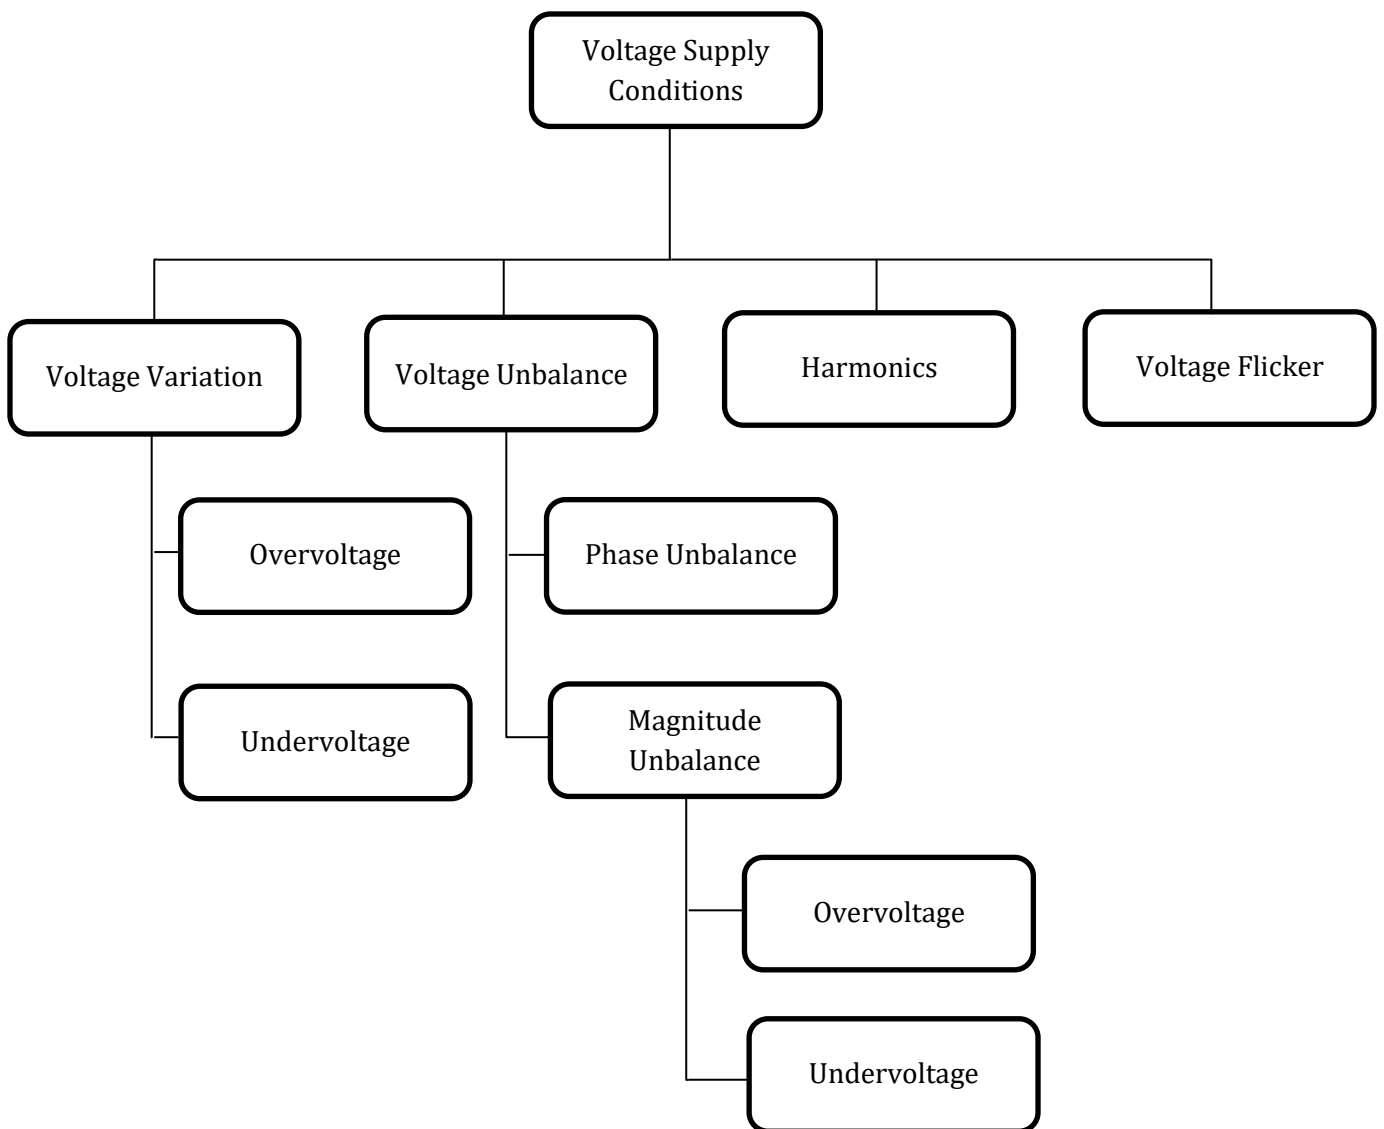 Voltage Supply
Conditions
Voltage Variation
Voltage Unbalance
Harmonics
Voltage Flicker
Overvoltage
Phase Unbalance
Undervoltage
Magnitude
Unbalance
Overvoltage
Undervoltage